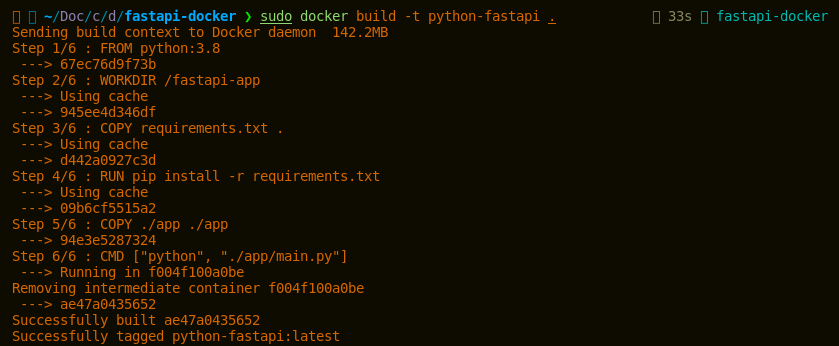 ~/Doc/c/d/fastapi-docker ❯ sudo docker build -t python-fastapi . 33s fastapi-docker
Sending build context to Docker daemon  142.2MB
Step 1/6 : FROM python:3.8
 ---> 67ec76d9f73b
Step 2/6 : WORKDIR /fastapi-app
 ---> Using cache
 ---> 945ee4d346df
Step 3/6 : COPY requirements.txt .
 ---> Using cache
 ---> d442a0927c3d
Step 4/6 : RUN pip install -r requirements.txt
 ---> Using cache
 ---> 09b6cf5515a2
Step 5/6 : COPY ./app ./app
 ---> 94e3e5287324
Step 6/6 : CMD ["python", "./app/main.py"]
 ---> Running in f004f100a0be
Removing intermediate container f004f100a0be
 ---> ae47a0435652
Successfully built ae47a0435652
Successfully tagged python-fastapi:latest